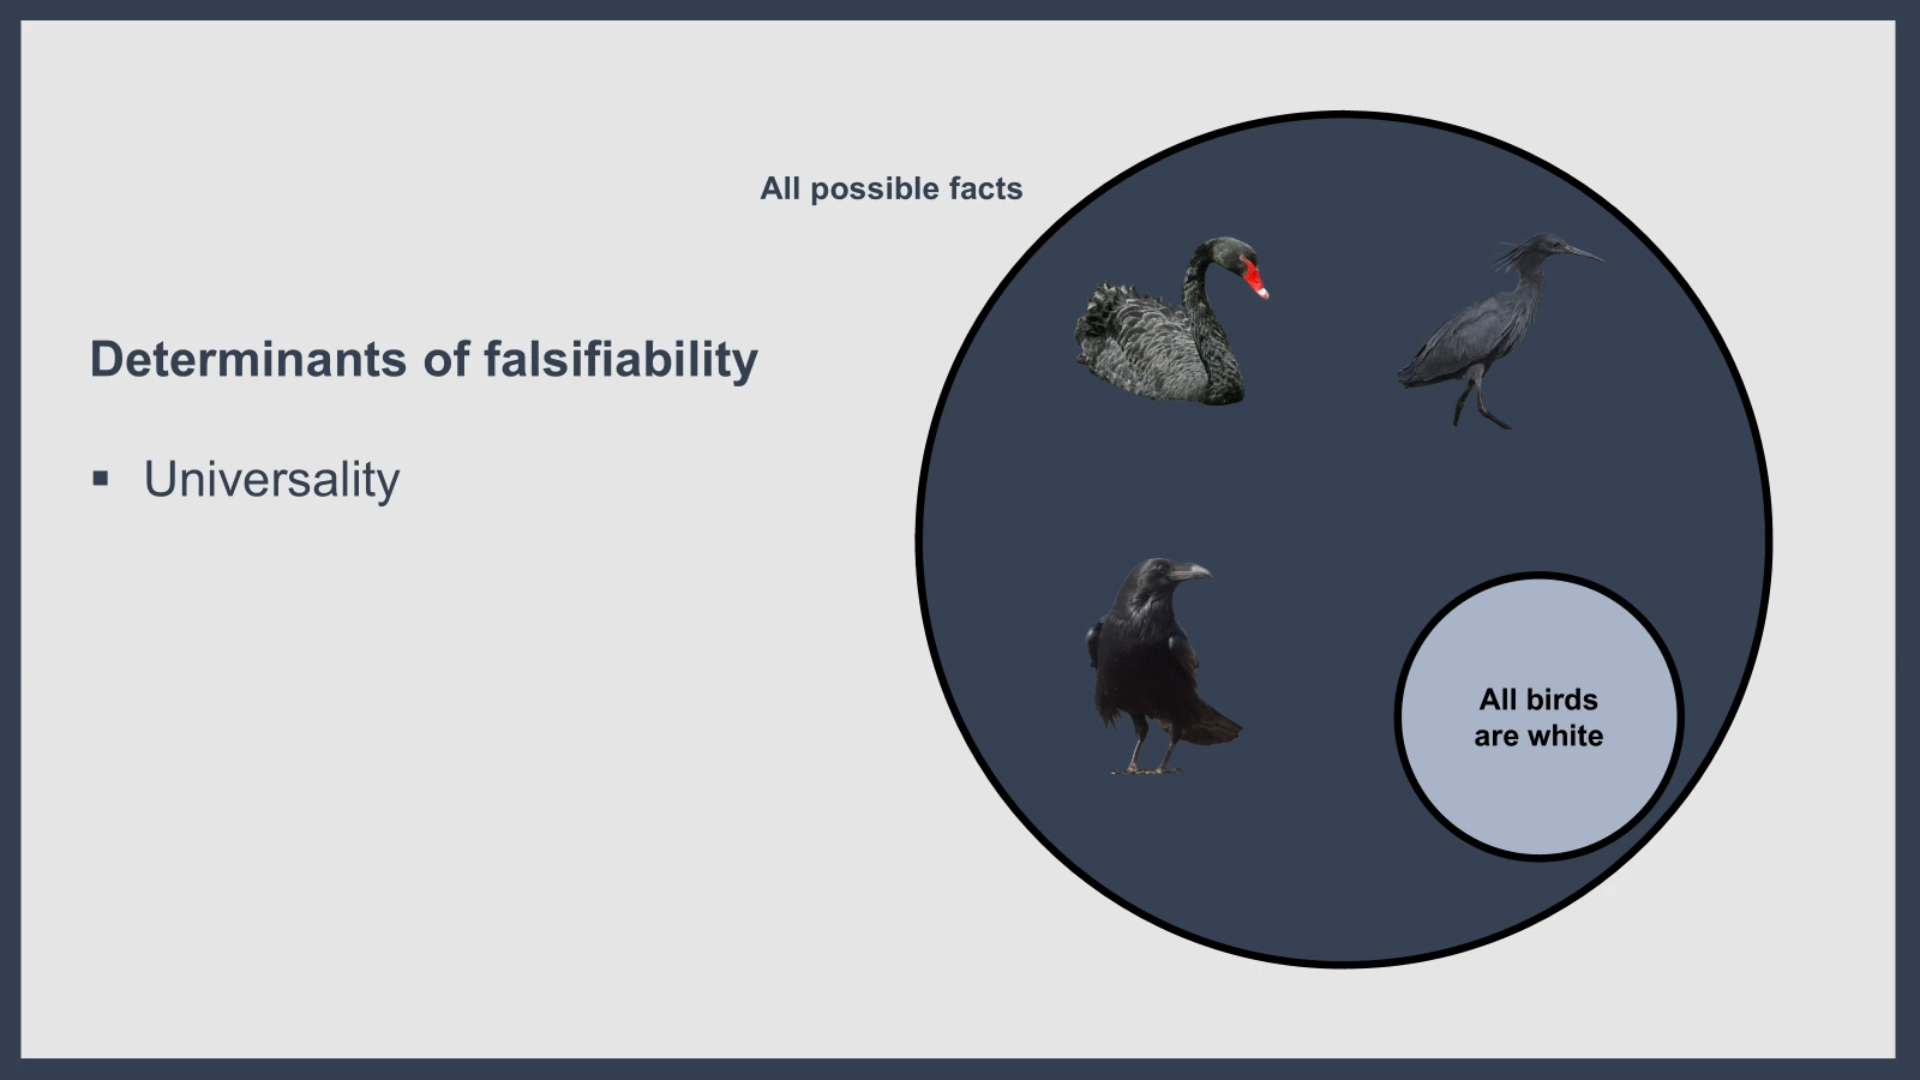 All possible facts
Determinants of falsifiability
▪ Universality
All birds
are white